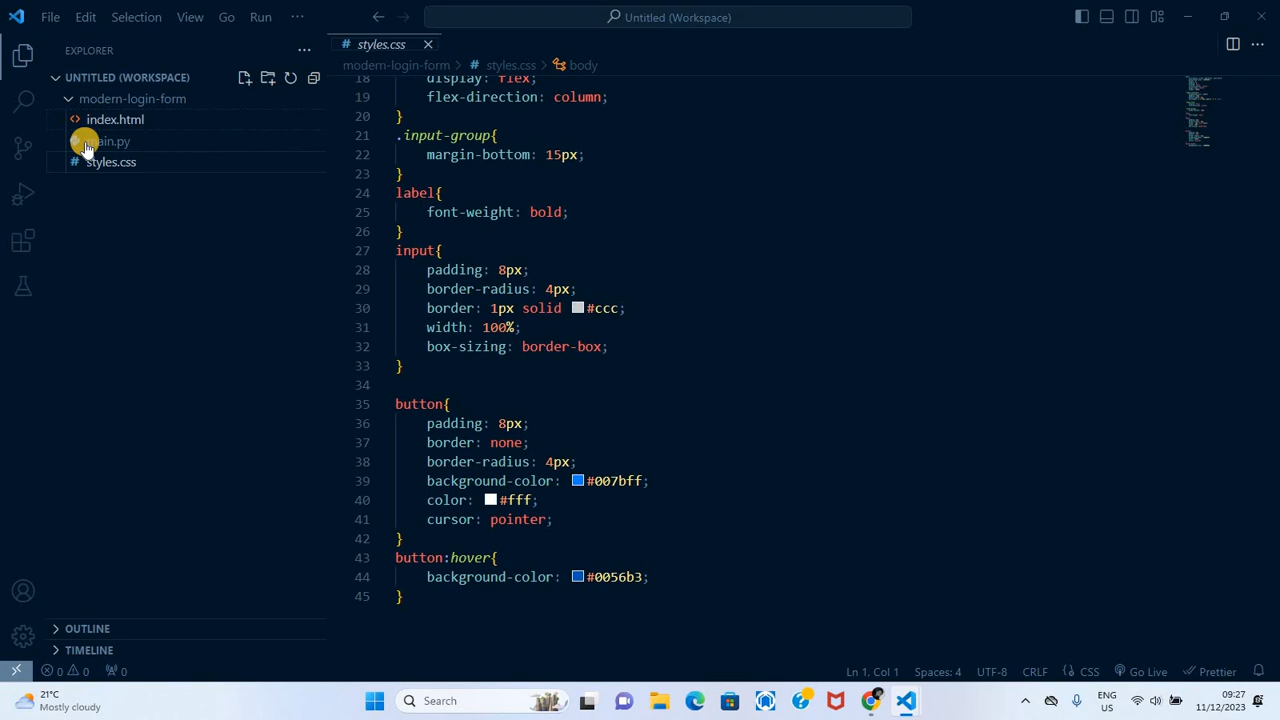 File Edit Selection View Go Run ···
Untitled (Workspace)
EXPLORER
UNTITLED (WORKSPACE)
modern-login-form
index.html
main.py
styles.css
OUTLINE
TIMELINE
# styles.css
modern-login-form > # styles.css > body
18 display: flex;
19 flex-direction: column;
20 }
21 .input-group{
22 margin-bottom: 15px;
23 }
24 label{
25 font-weight: bold;
26 }
27 input{
28 padding: 8px;
29 border-radius: 4px;
30 border: 1px solid #ccc;
31 width: 100%;
32 box-sizing: border-box;
33 }
34
35 button{
36 padding: 8px;
37 border: none;
38 border-radius: 4px;
39 background-color: #007bff;
40 color: #fff;
41 cursor: pointer;
42 }
43 button:hover{
44 background-color: #0056b3;
45 }
0 0 0 Ln 1, Col 1 Spaces: 4 UTF-8 CRLF CSS Go Live Prettier
21°C
Mostly cloudy
Search
ENG
US
09:27
11/12/2023